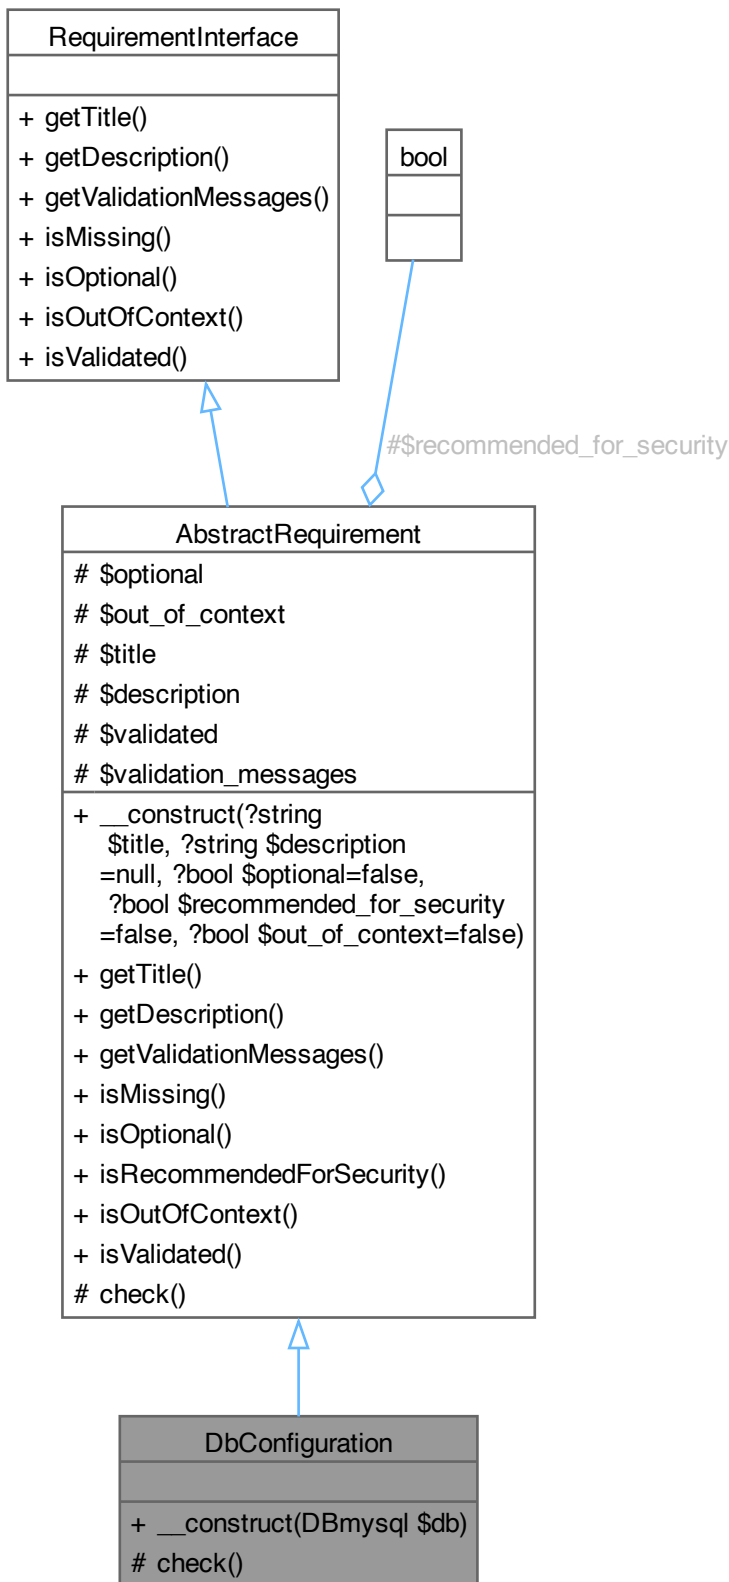 RequirementInterface
+ getTitle()
+ getDescription()
+ getValidationMessages()
+ isMissing()
+ isOptional()
+ isOutOfContext()
+ isValidated()
bool
#$recommended_for_security
AbstractRequirement
# $optional
# $out_of_context
# $title
# $description
# $validated
# $validation_messages
+ __construct(?string
$title, ?string $description
=null, ?bool $optional=false,
?bool $recommended_for_security
=false, ?bool $out_of_context=false)
+ getTitle()
+ getDescription()
+ getValidationMessages()
+ isMissing()
+ isOptional()
+ isRecommendedForSecurity()
+ isOutOfContext()
+ isValidated()
# check()
DbConfiguration
+ __construct(DBmysql $db)
# check()